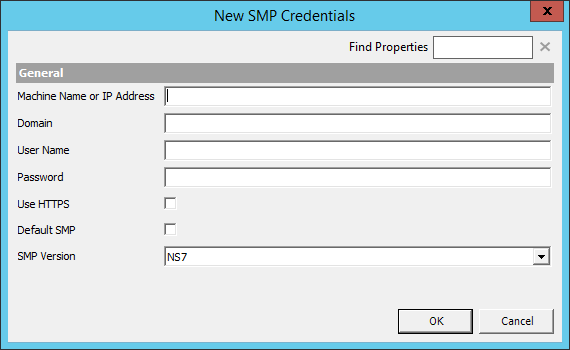 New SMP Credentials
Find Properties
General
Machine Name or IP Address
Domain
User Name
Password
Use HTTPS
Default SMP
SMP Version NS7
OK Cancel